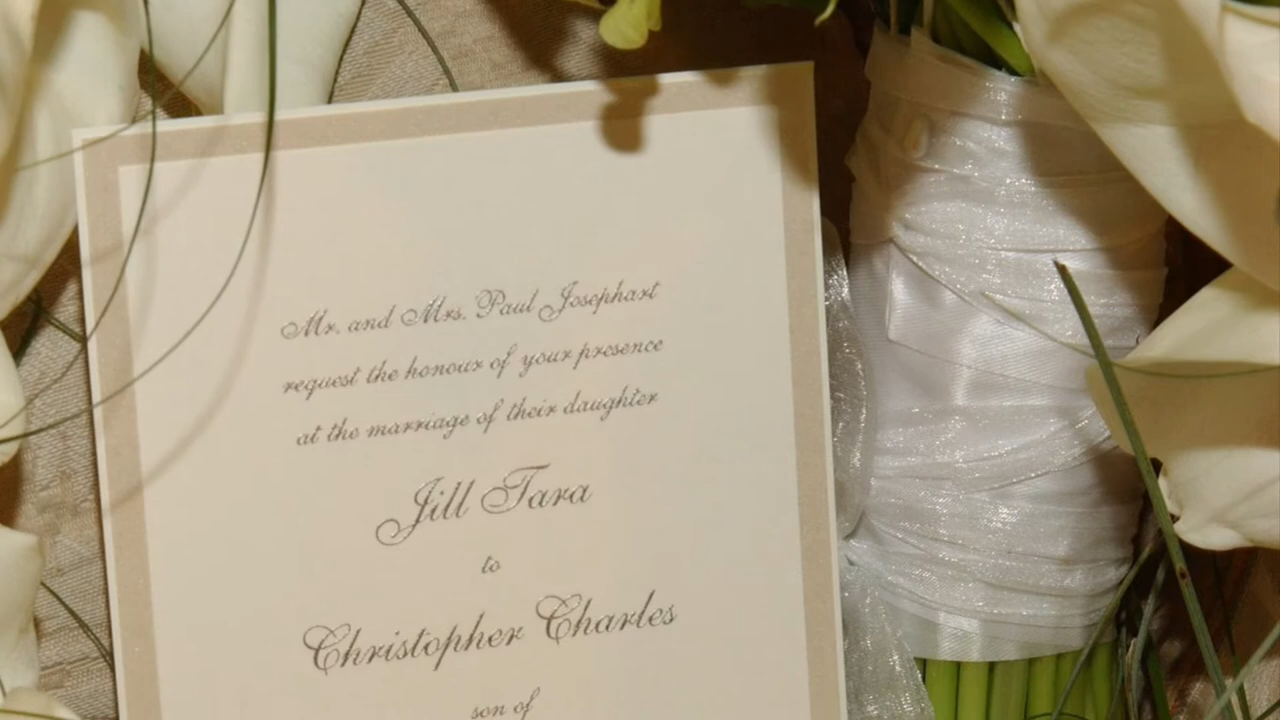 Mr. and Mrs. Paul Josephart
request the honour of your presence
at the marriage of their daughter
Jill Tara
to
Christopher Charles
son of